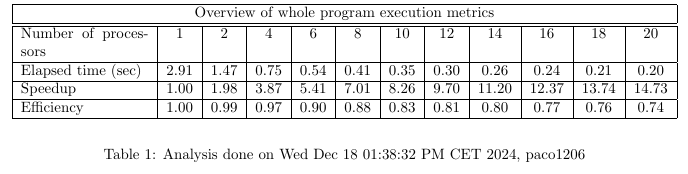 Overview of whole program execution metrics
Number of proces- 1 2 4 6 8 10 12 14 16 18 20
sors
Elapsed time (sec) 2.91 1.47 0.75 0.54 0.41 0.35 0.30 0.26 0.24 0.21 0.20
Speedup 1.00 1.98 3.87 5.41 7.01 8.26 9.70 11.20 12.37 13.74 14.73
Efficiency 1.00 0.99 0.97 0.90 0.88 0.83 0.81 0.80 0.77 0.76 0.74
Table 1: Analysis done on Wed Dec 18 01:38:32 PM CET 2024, paco1206